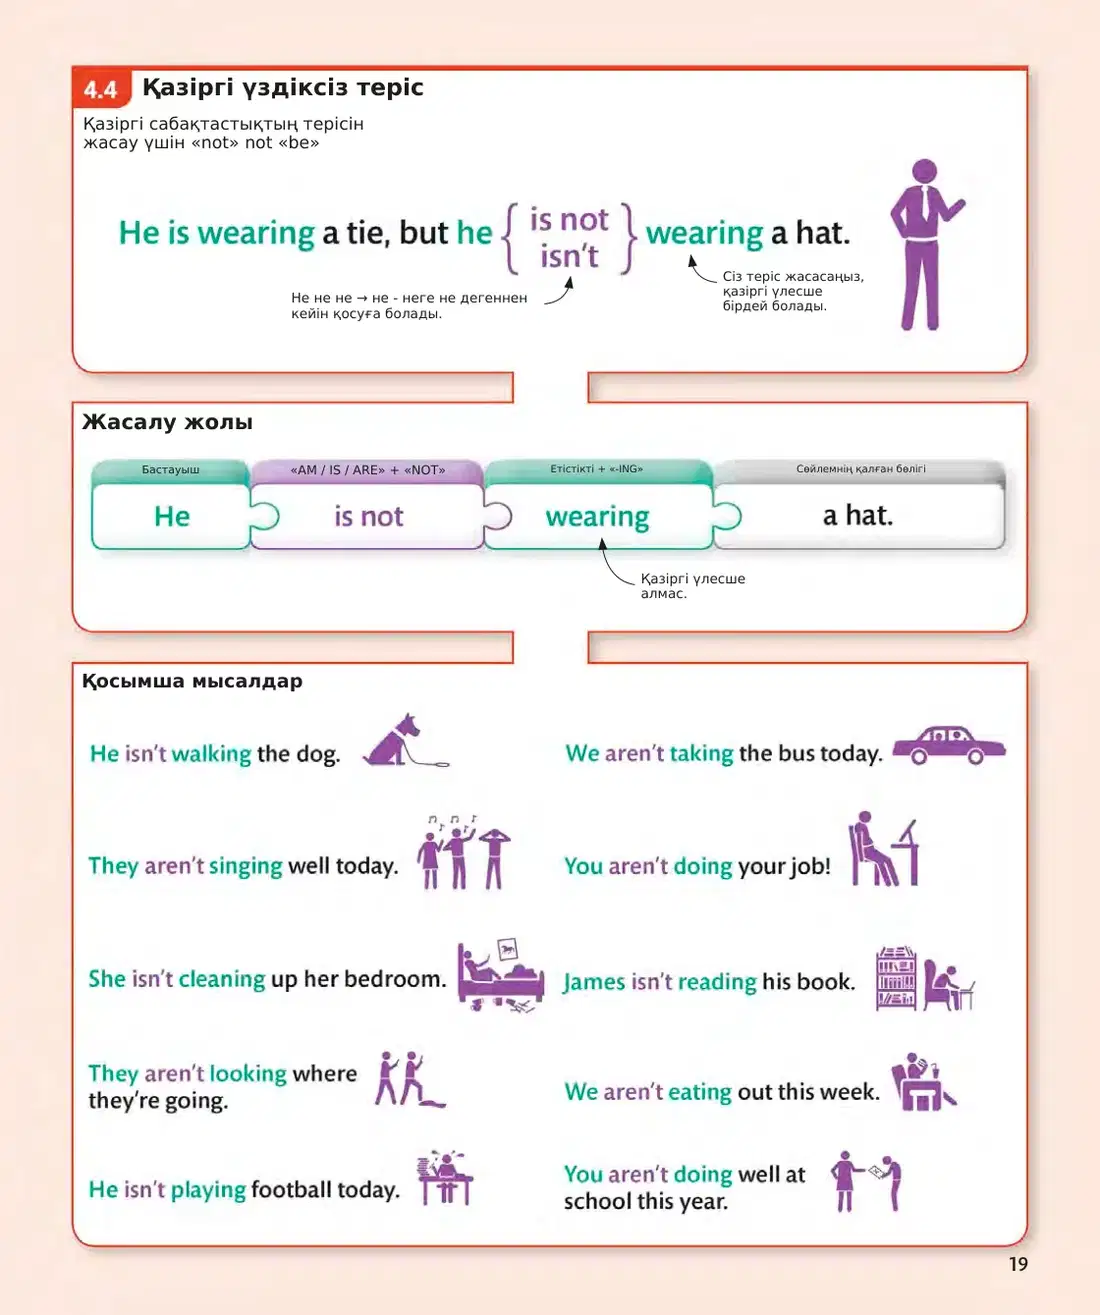 4.4 Қазіргі үздіксіз теріс
Қазіргі сабақтастықтың терісін
жасау үшін «not» not «be»
He is wearing a tie, but he { is not } wearing a hat.
isn't
Сіз теріс жасасаңыз,
қазіргі үлесше
бірдей болады.
Не не не → не - неге не дегеннен
кейін қосуға болады.
Жасалу жолы
Бастауыш
«AM / IS / ARE» + «NOT»
Етістікті + «-ING»
Сөйлемнің қалған бөлігі
He
is not
wearing
a hat.
Қазіргі үлесше
алмас.
Қосымша мысалдар
He isn't walking the dog.
We aren't taking the bus today.
They aren't singing well today.
You aren't doing your job!
She isn't cleaning up her bedroom.
James isn't reading his book.
They aren't looking where
they're going.
We aren't eating out this week.
He isn't playing football today.
You aren't doing well at
school this year.
19